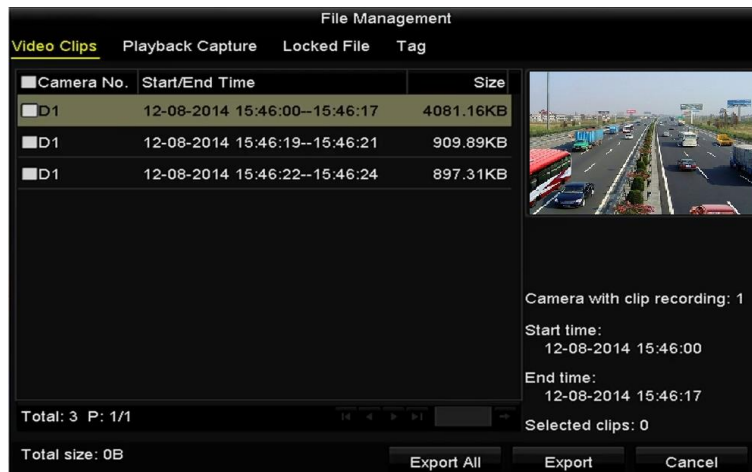 File Management
Video Clips Playback Capture Locked File Tag
Camera No. Start/End Time Size
D1 12-08-2014 15:46:00--15:46:17 4081.16KB
D1 12-08-2014 15:46:19--15:46:21 909.89KB
D1 12-08-2014 15:46:22--15:46:24 897.31KB
Camera with clip recording: 1
Start time:
12-08-2014 15:46:00
End time:
12-08-2014 15:46:17
Selected clips: 0
Total: 3 P: 1/1
Total size: 0B
Export All Export Cancel